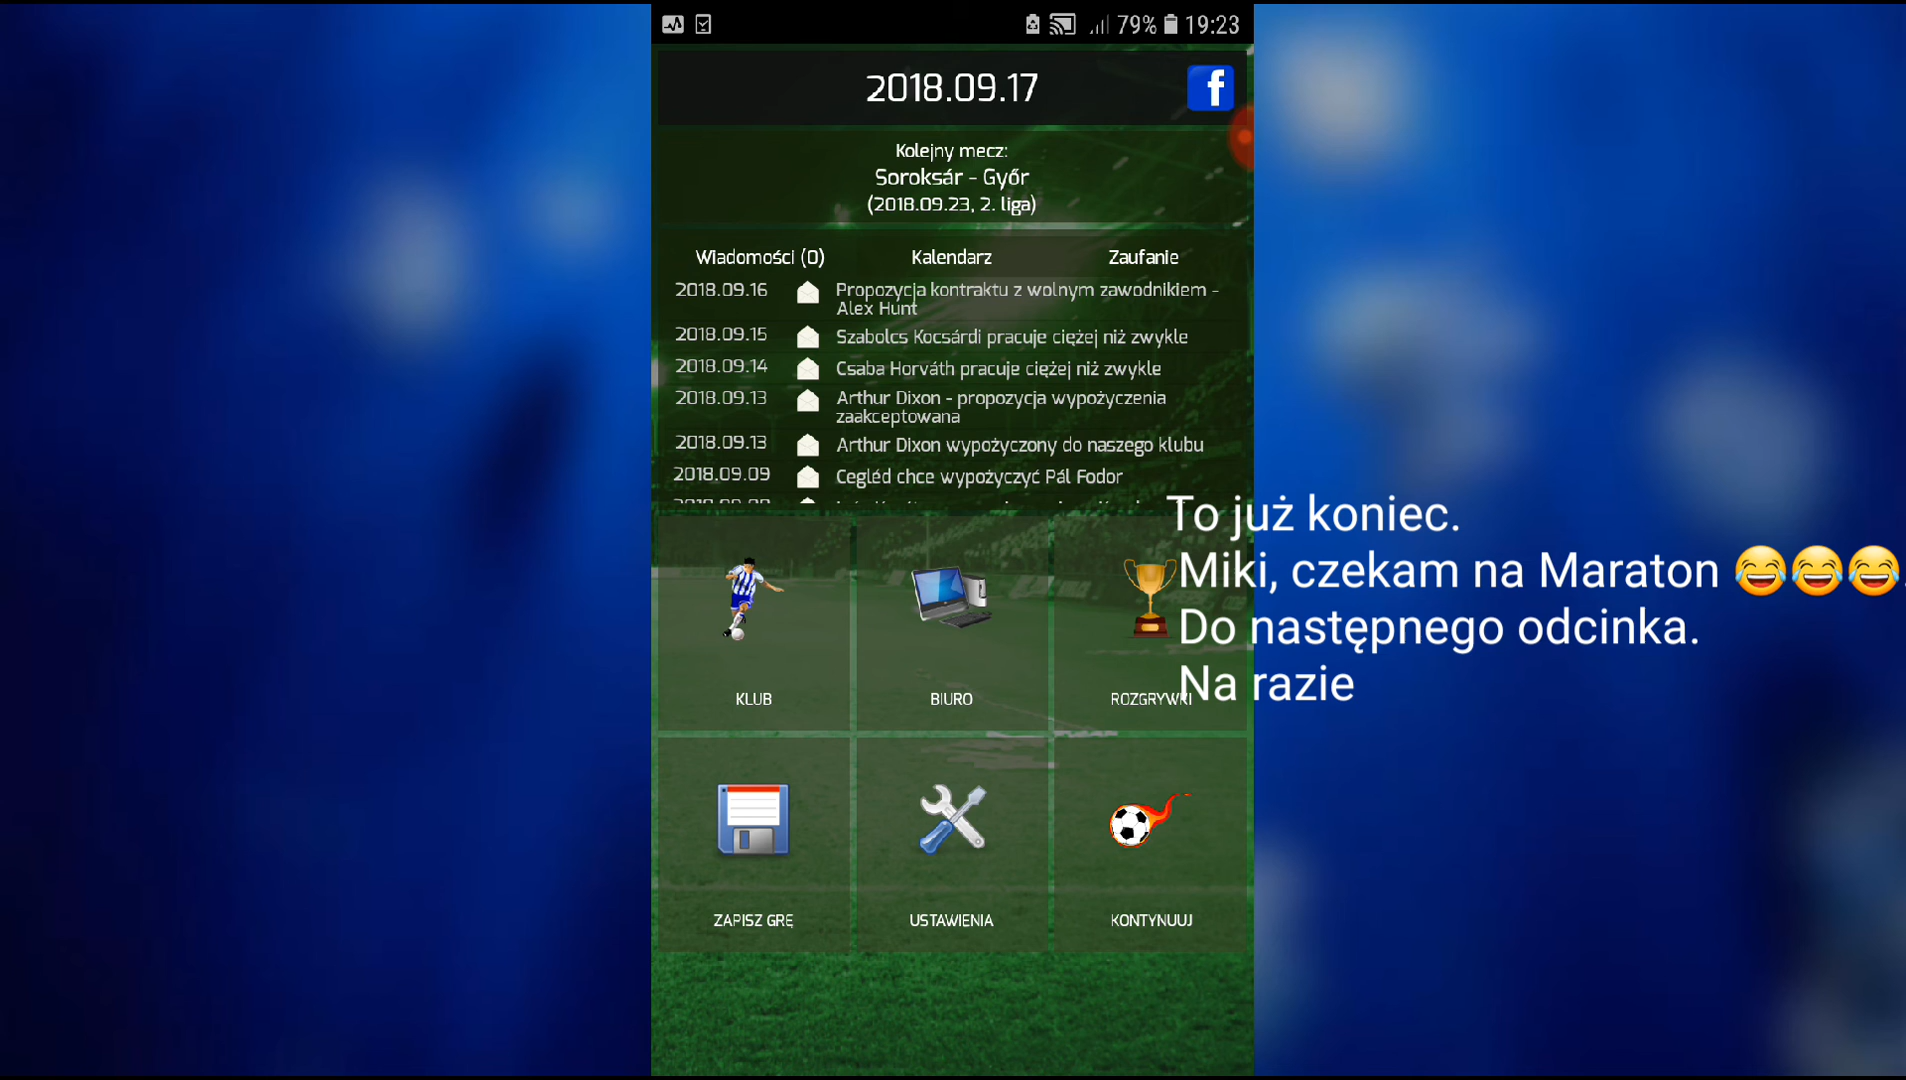 79% 19:23
2018.09.17
Kolejny mecz:
Soroksár - Győr
(2018.09.23, 2. liga)
Wiadomości (0) Kalendarz Zaufanie
2018.09.16 Propozycja kontraktu z wolnym zawodnikiem -
Alex Hunt
2018.09.15 Szabolcs Kocsárdi pracuje ciężej niż zwykle
2018.09.14 Csaba Horváth pracuje ciężej niż zwykle
2018.09.13 Arthur Dixon - propozycja wypożyczenia
zaakceptowana
2018.09.13 Arthur Dixon wypożyczony do naszego klubu
2018.09.09 Cegléd chce wypożyczyć Pál Fodor
To już koniec.
Miki, czekam na Maraton 😂😂😂.
Do następnego odcinka.
Na razie
KLUB BIURO ROZGRYWKI
ZAPISZ GRĘ USTAWIENIA KONTYNUUJ